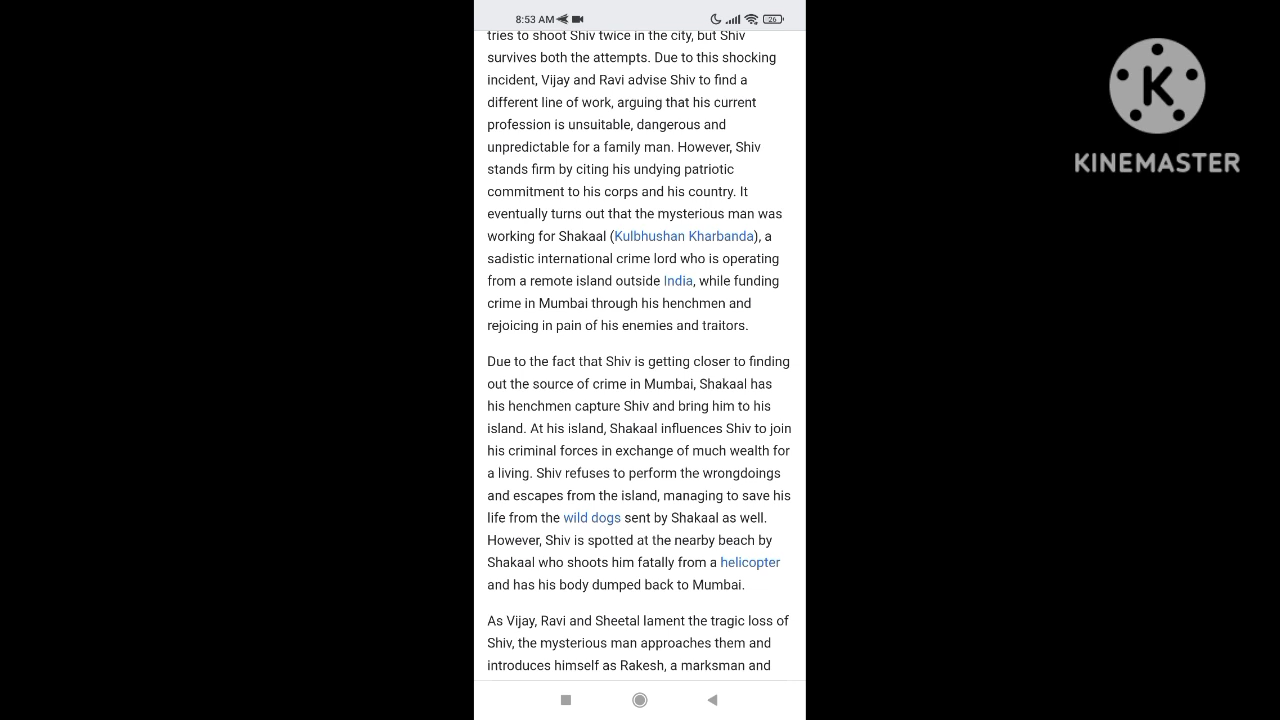 8:53 AM
26
K
KINEMASTER
tries to shoot Shiv twice in the city, but Shiv
survives both the attempts. Due to this shocking
incident, Vijay and Ravi advise Shiv to find a
different line of work, arguing that his current
profession is unsuitable, dangerous and
unpredictable for a family man. However, Shiv
stands firm by citing his undying patriotic
commitment to his corps and his country. It
eventually turns out that the mysterious man was
working for Shakaal (Kulbhushan Kharbanda), a
sadistic international crime lord who is operating
from a remote island outside India, while funding
crime in Mumbai through his henchmen and
rejoicing in pain of his enemies and traitors.
Due to the fact that Shiv is getting closer to finding
out the source of crime in Mumbai, Shakaal has
his henchmen capture Shiv and bring him to his
island. At his island, Shakaal influences Shiv to join
his criminal forces in exchange of much wealth for
a living. Shiv refuses to perform the wrongdoings
and escapes from the island, managing to save his
life from the wild dogs sent by Shakaal as well.
However, Shiv is spotted at the nearby beach by
Shakaal who shoots him fatally from a helicopter
and has his body dumped back to Mumbai.
As Vijay, Ravi and Sheetal lament the tragic loss of
Shiv, the mysterious man approaches them and
introduces himself as Rakesh, a marksman and